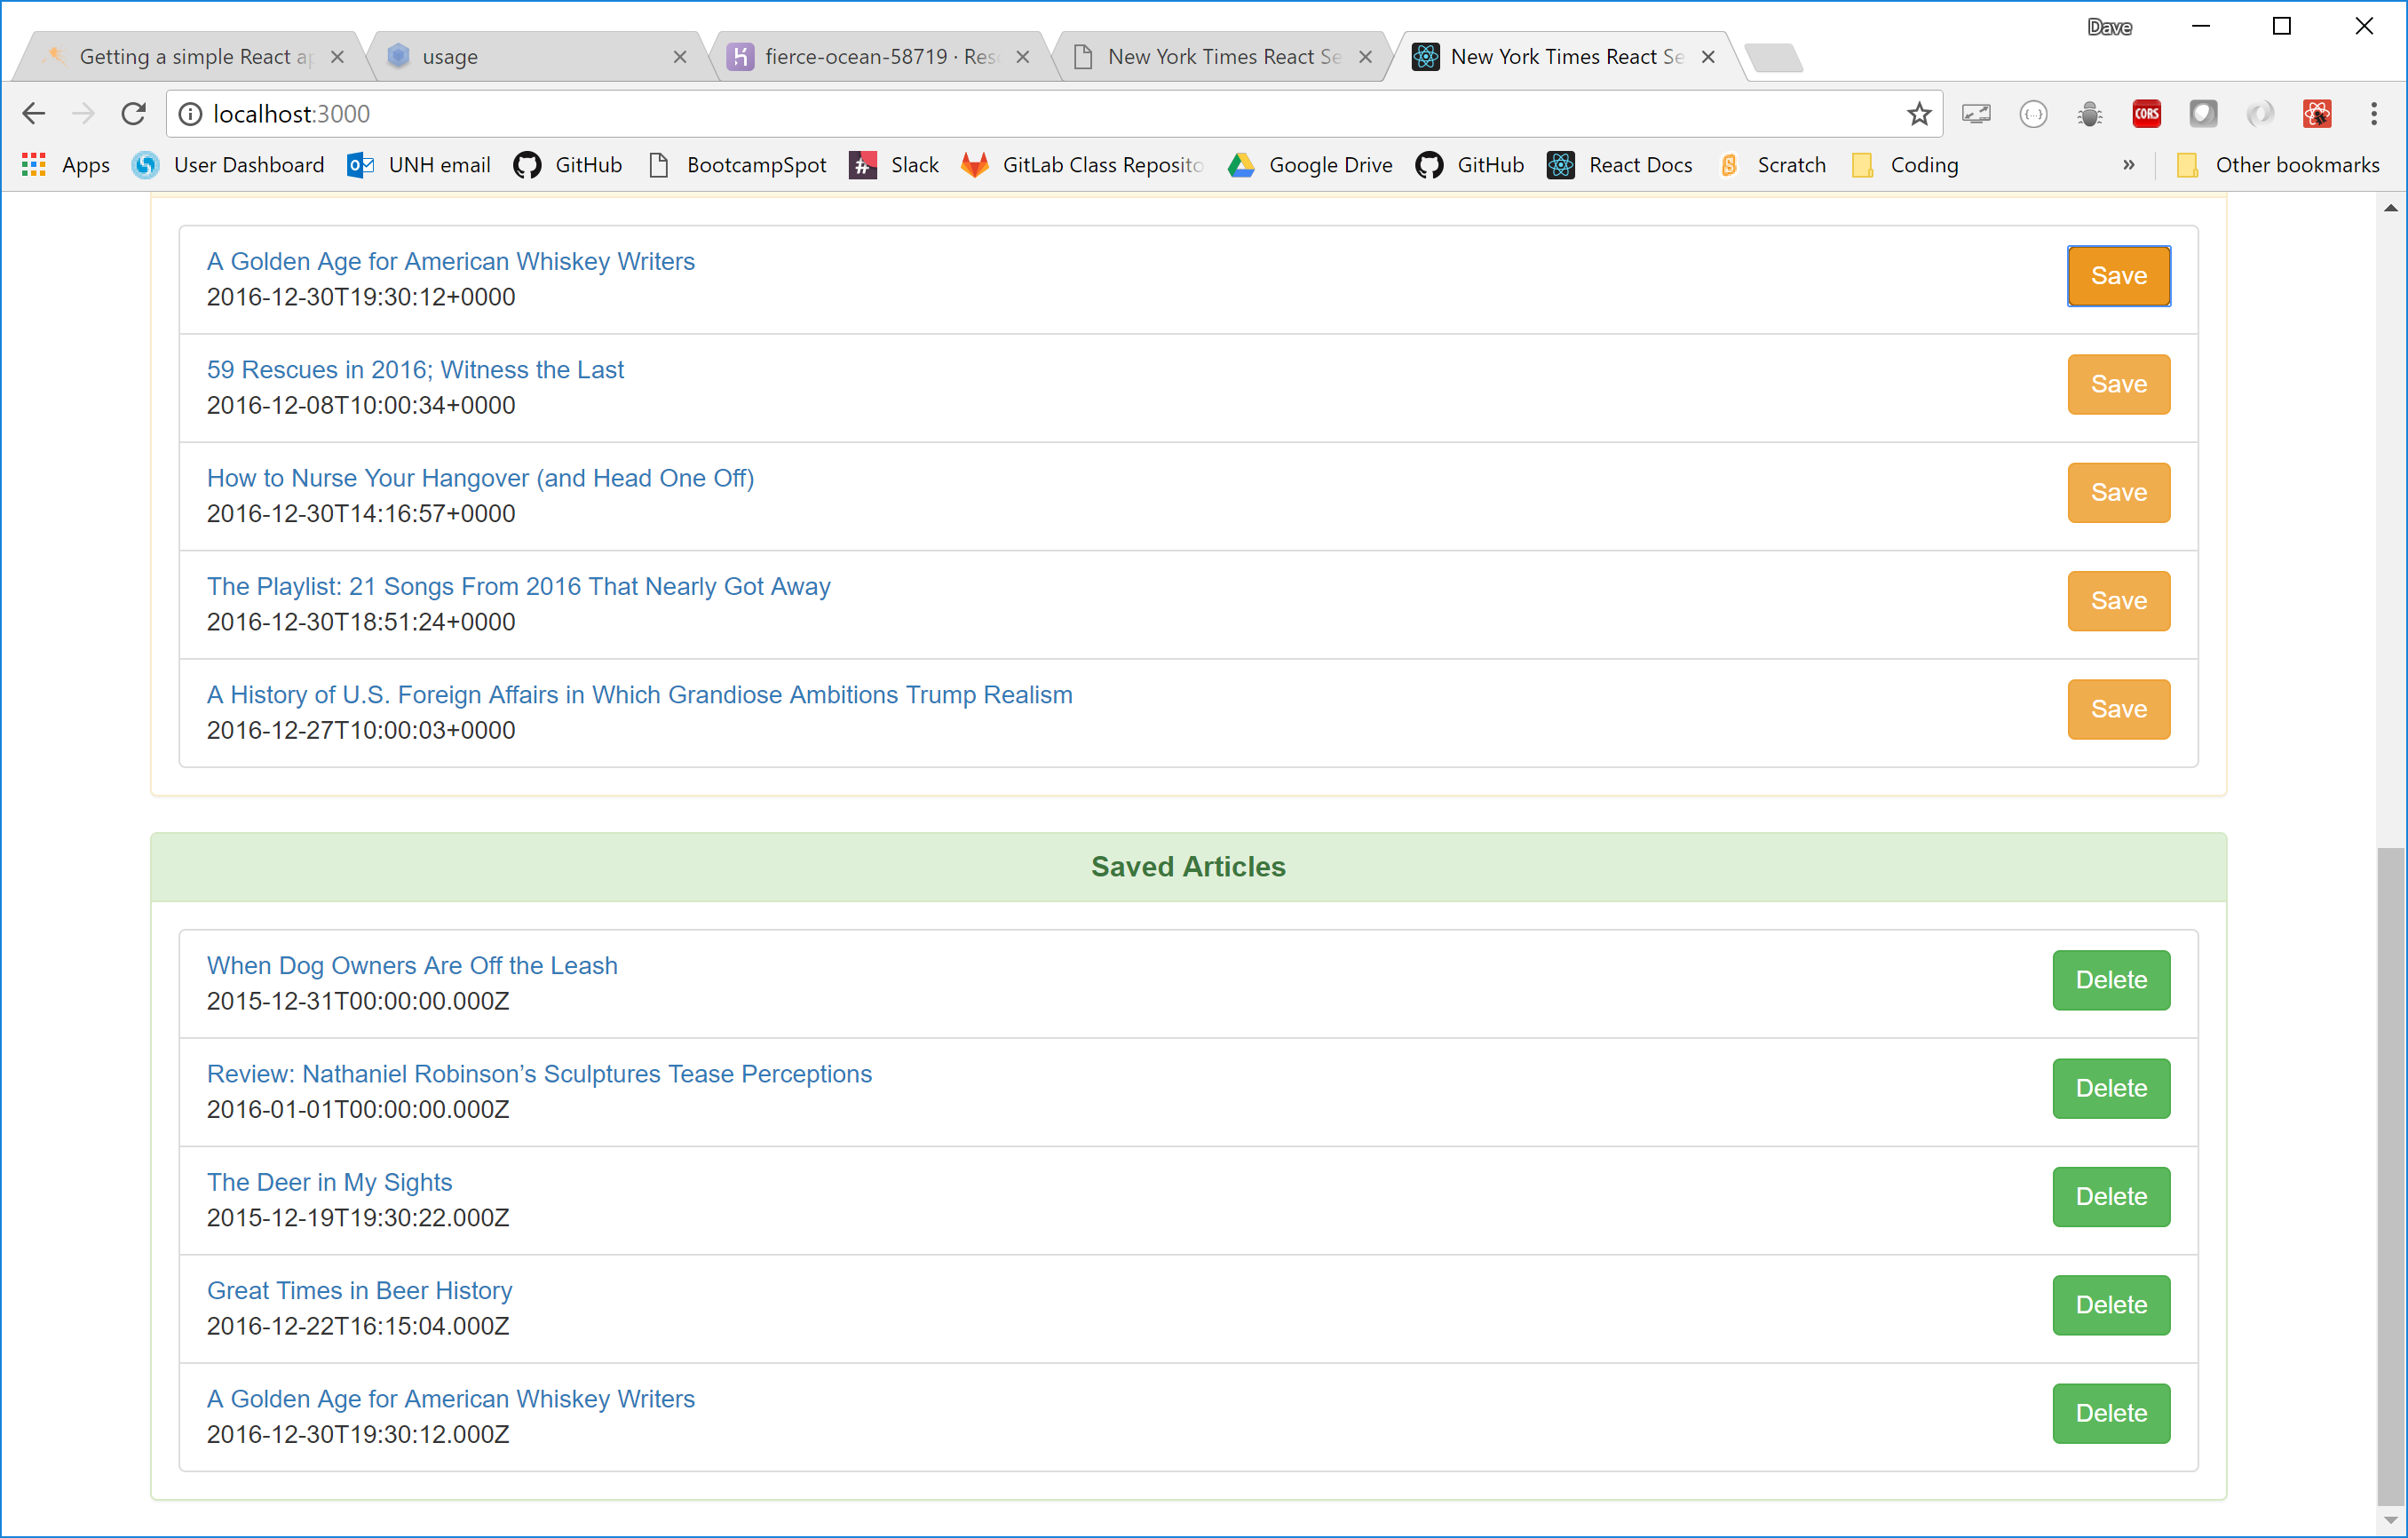 Dave
Getting a simple React ap
usage
fierce-ocean-58719 · Res
New York Times React Se
New York Times React Se
localhost:3000
{...}
CORS
Apps
User Dashboard
UNH email
GitHub
BootcampSpot
Slack
GitLab Class Reposito
Google Drive
GitHub
React Docs
Scratch
Coding
»
Other bookmarks
A Golden Age for American Whiskey Writers
2016-12-30T19:30:12+0000
Save
59 Rescues in 2016; Witness the Last
2016-12-08T10:00:34+0000
Save
How to Nurse Your Hangover (and Head One Off)
2016-12-30T14:16:57+0000
Save
The Playlist: 21 Songs From 2016 That Nearly Got Away
2016-12-30T18:51:24+0000
Save
A History of U.S. Foreign Affairs in Which Grandiose Ambitions Trump Realism
2016-12-27T10:00:03+0000
Save
Saved Articles
When Dog Owners Are Off the Leash
2015-12-31T00:00:00.000Z
Delete
Review: Nathaniel Robinson’s Sculptures Tease Perceptions
2016-01-01T00:00:00.000Z
Delete
The Deer in My Sights
2015-12-19T19:30:22.000Z
Delete
Great Times in Beer History
2016-12-22T16:15:04.000Z
Delete
A Golden Age for American Whiskey Writers
2016-12-30T19:30:12.000Z
Delete